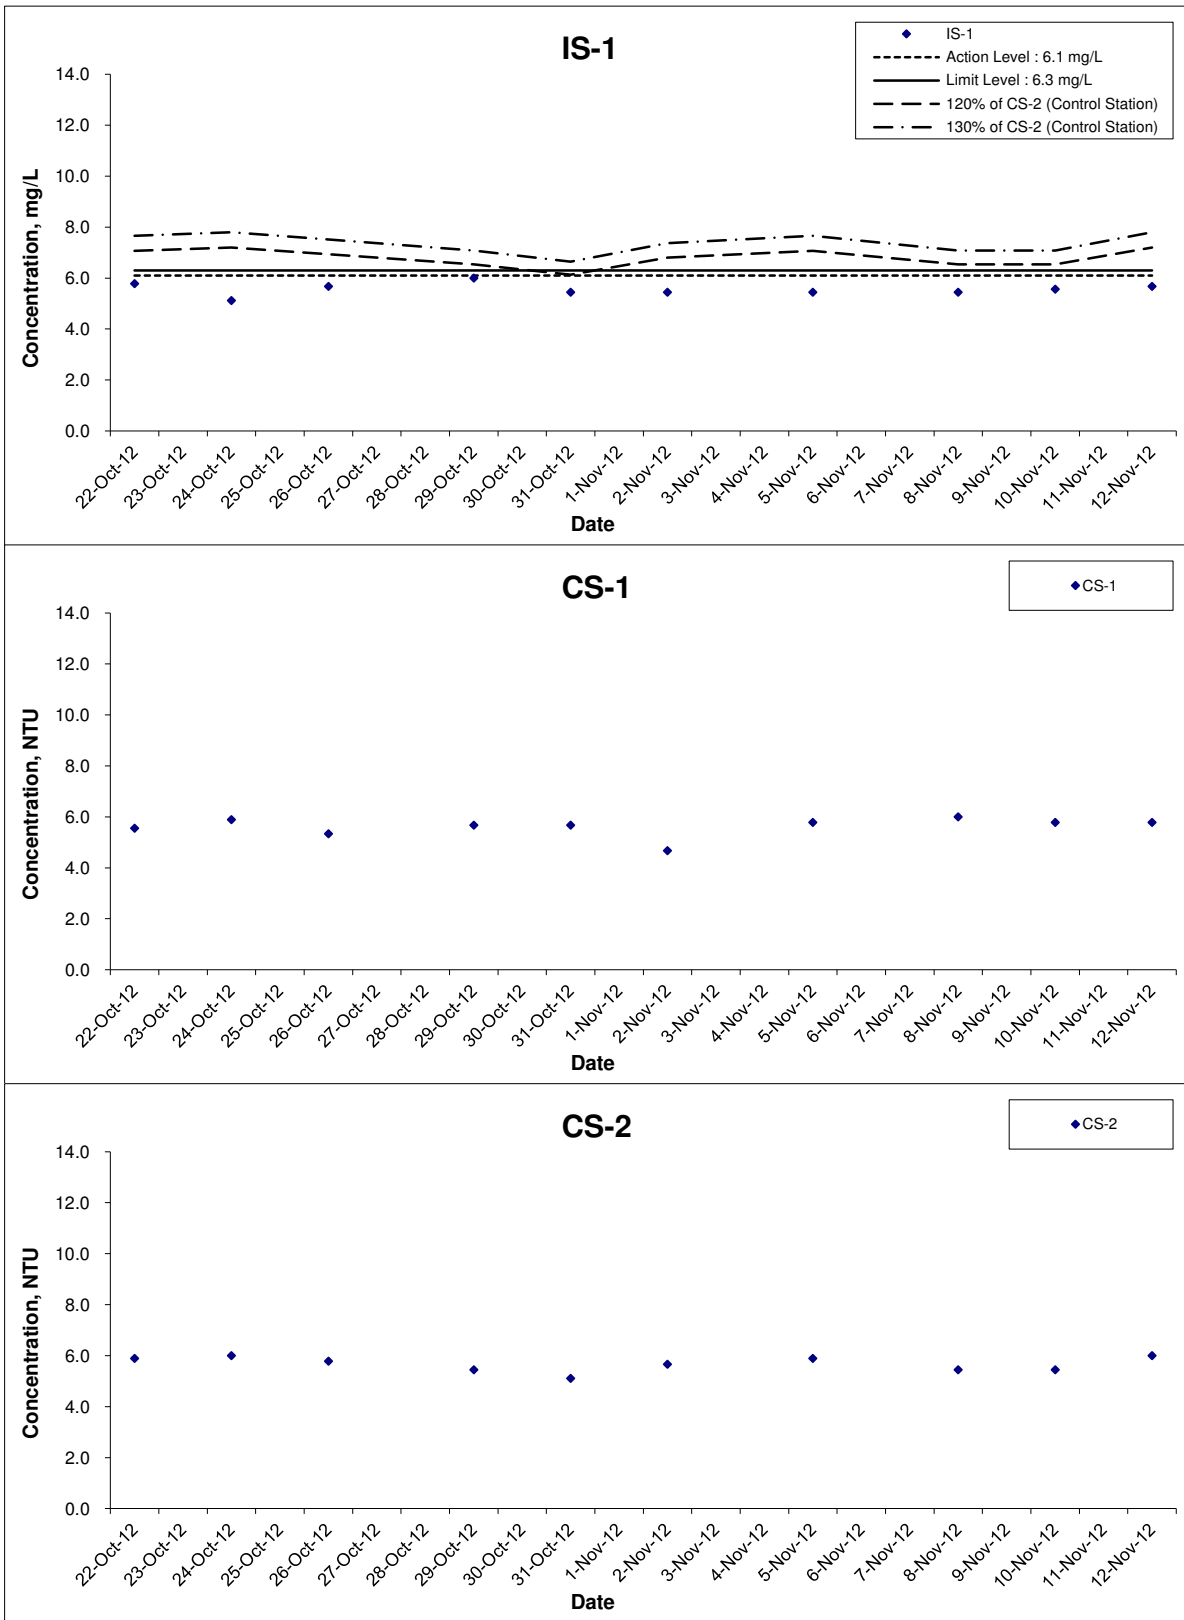 IS-1
IS-1
Action Level : 6.1 mg/L
Limit Level : 6.3 mg/L
120% of CS-2 (Control Station)
130% of CS-2 (Control Station)
Concentration, mg/L
14.0
12.0
10.0
8.0
6.0
4.0
2.0
0.0
22-Oct-12
23-Oct-12
24-Oct-12
25-Oct-12
26-Oct-12
27-Oct-12
28-Oct-12
29-Oct-12
30-Oct-12
31-Oct-12
1-Nov-12
2-Nov-12
3-Nov-12
4-Nov-12
5-Nov-12
6-Nov-12
7-Nov-12
8-Nov-12
9-Nov-12
10-Nov-12
11-Nov-12
12-Nov-12
Date
CS-1
CS-1
Concentration, NTU
14.0
12.0
10.0
8.0
6.0
4.0
2.0
0.0
22-Oct-12
23-Oct-12
24-Oct-12
25-Oct-12
26-Oct-12
27-Oct-12
28-Oct-12
29-Oct-12
30-Oct-12
31-Oct-12
1-Nov-12
2-Nov-12
3-Nov-12
4-Nov-12
5-Nov-12
6-Nov-12
7-Nov-12
8-Nov-12
9-Nov-12
10-Nov-12
11-Nov-12
12-Nov-12
Date
CS-2
CS-2
Concentration, NTU
14.0
12.0
10.0
8.0
6.0
4.0
2.0
0.0
22-Oct-12
23-Oct-12
24-Oct-12
25-Oct-12
26-Oct-12
27-Oct-12
28-Oct-12
29-Oct-12
30-Oct-12
31-Oct-12
1-Nov-12
2-Nov-12
3-Nov-12
4-Nov-12
5-Nov-12
6-Nov-12
7-Nov-12
8-Nov-12
9-Nov-12
10-Nov-12
11-Nov-12
12-Nov-12
Date